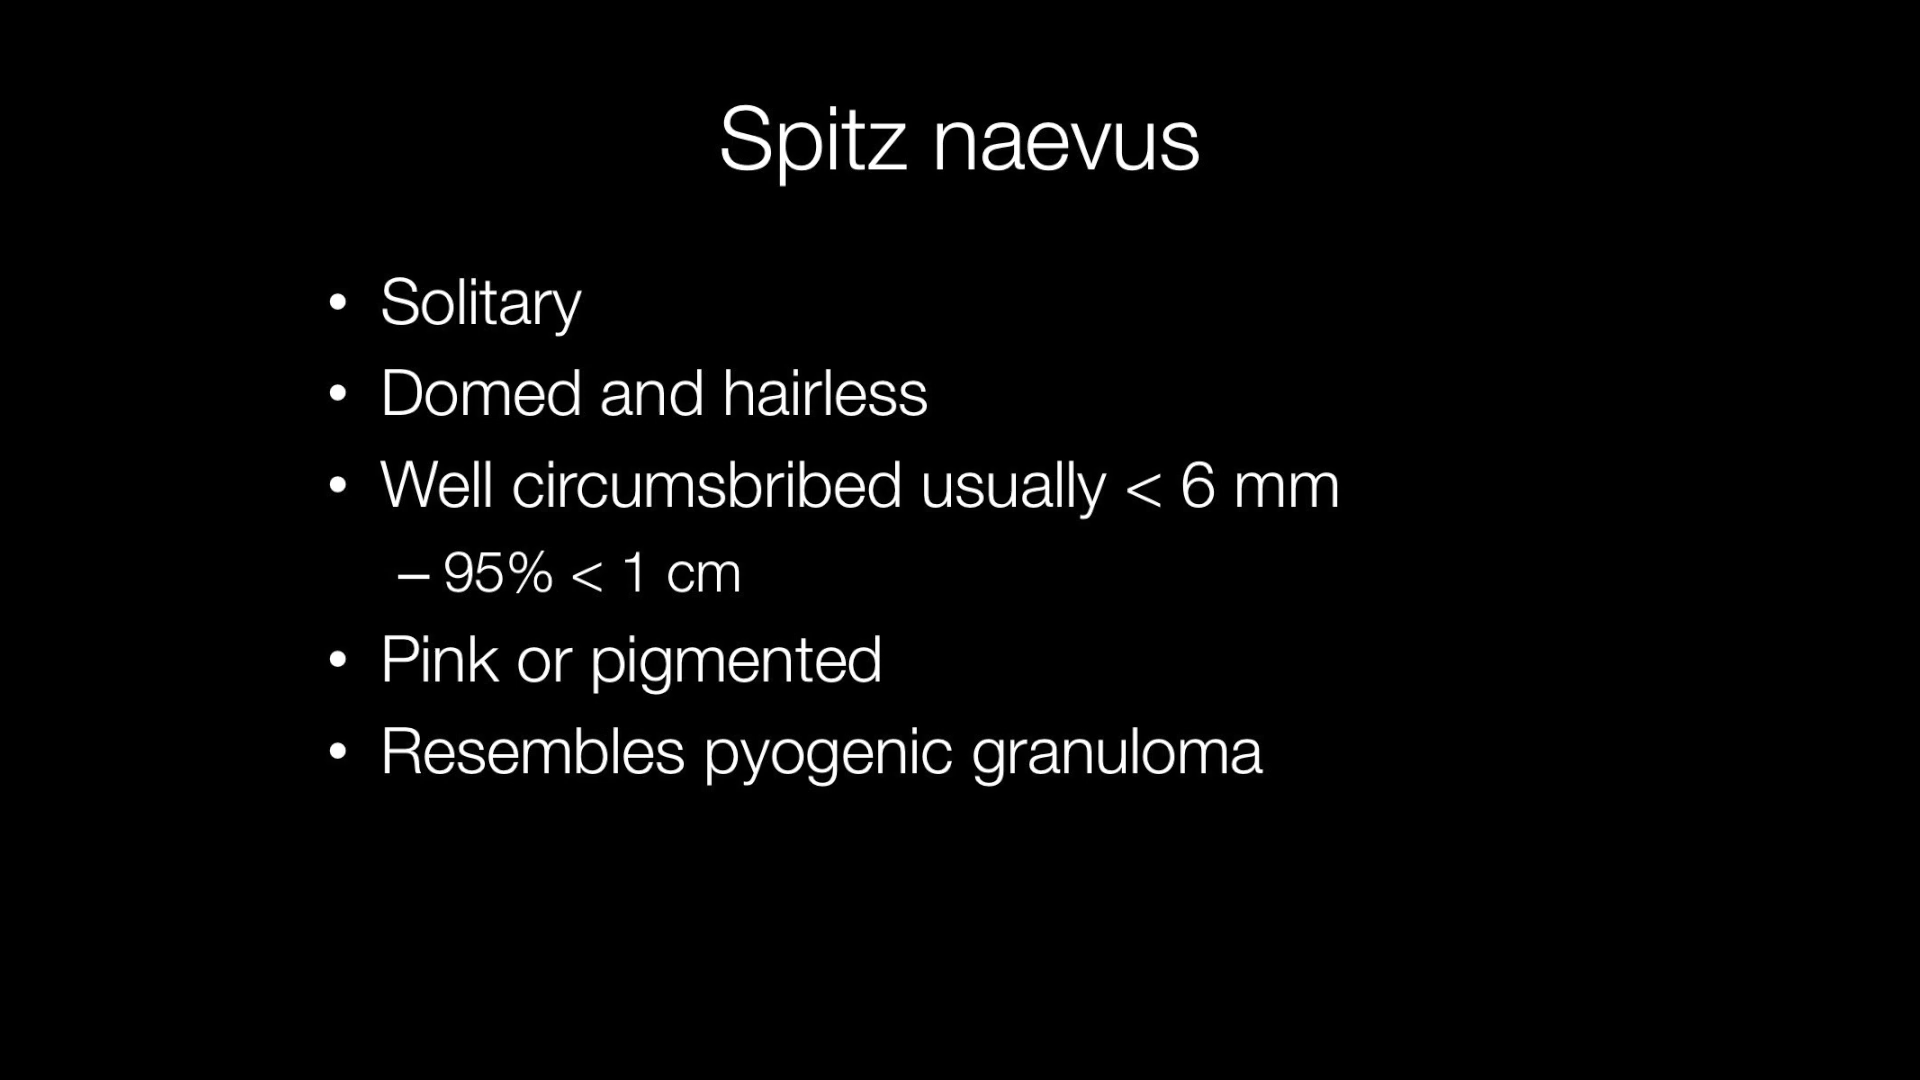 Spitz naevus
• Solitary
• Domed and hairless
• Well circumsbribed usually < 6 mm
– 95% < 1 cm
• Pink or pigmented
• Resembles pyogenic granuloma